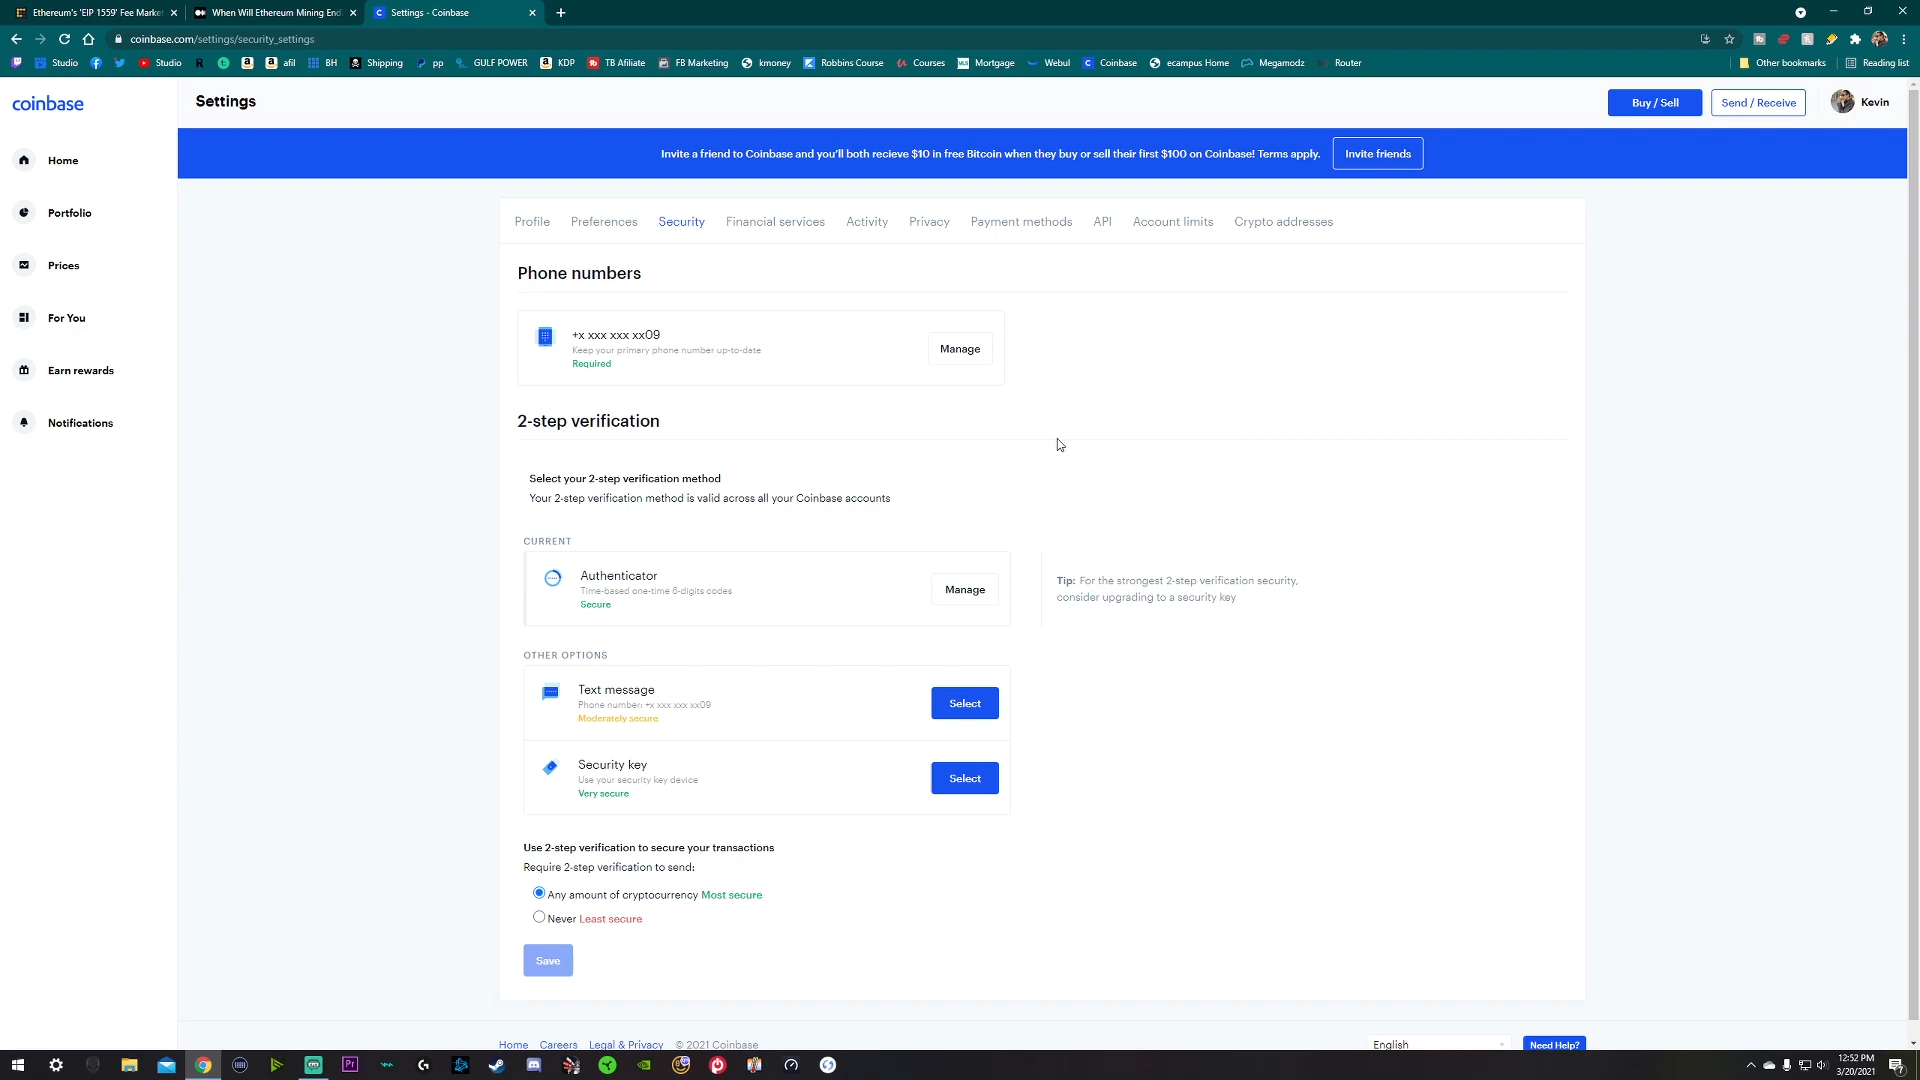 Ethereum's 'EIP 1559' Fee Market
When Will Ethereum Mining End
Settings - Coinbase
coinbase.com/settings/security_settings
Studio
Studio
afil
BH
Shipping
pp
GULF POWER
KDP
TB Afiliate
FB Marketing
kmoney
Robbins Course
Courses
Mortgage
Webul
Coinbase
ecampus Home
Megamodz
Router
Other bookmarks
Reading list
coinbase
Settings
Buy / Sell
Send / Receive
Kevin
Invite a friend to Coinbase and you'll both recieve $10 in free Bitcoin when they buy or sell their first $100 on Coinbase! Terms apply.
Invite friends
Home
Portfolio
Prices
For You
Earn rewards
Notifications
Profile
Preferences
Security
Financial services
Activity
Privacy
Payment methods
API
Account limits
Crypto addresses
Phone numbers
+x xxx xxx xx09
Keep your primary phone number up-to-date
Required
Manage
2-step verification
Select your 2-step verification method
Your 2-step verification method is valid across all your Coinbase accounts
CURRENT
Authenticator
Time-based one-time 6-digits codes
Secure
Manage
Tip: For the strongest 2-step verification security,
consider upgrading to a security key
OTHER OPTIONS
Text message
Phone number: +x xxx xxx xx09
Moderately secure
Select
Security key
Use your security key device
Very secure
Select
Use 2-step verification to secure your transactions
Require 2-step verification to send:
Any amount of cryptocurrency Most secure
Never Least secure
Save
Home
Careers
Legal & Privacy
© 2021 Coinbase
English
Need Help?
12:52 PM
3/20/2021